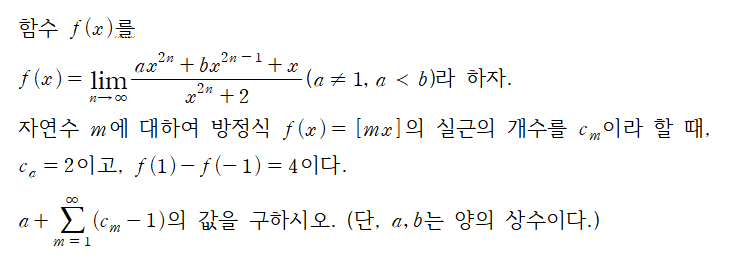 함수 f(x)를
f(x) = lim_{n→∞} \frac{ax^{2n} + bx^{2n-1} + x}{x^{2n} + 2} (a ≠ 1, a < b)라 하자.
자연수 m에 대하여 방정식 f(x) = [mx]의 실근의 개수를 c_m이라 할 때,
c_a = 2이고, f(1) - f(-1) = 4이다.
a + \sum_{m=1}^{∞} (c_m - 1)의 값을 구하시오. (단, a, b는 양의 상수이다.)